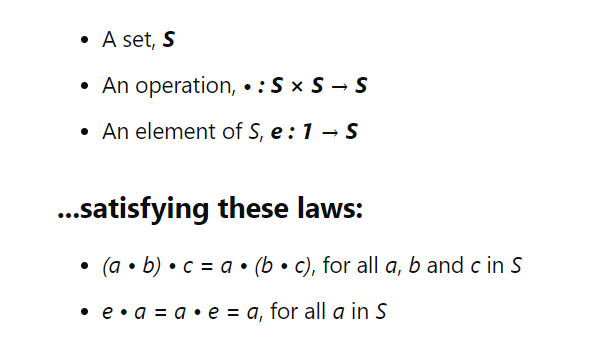 • A set, S
• An operation, • : S × S → S
• An element of S, e : 1 → S
...satisfying these laws:
• (a • b) • c = a • (b • c), for all a, b and c in S
• e • a = a • e = a, for all a in S